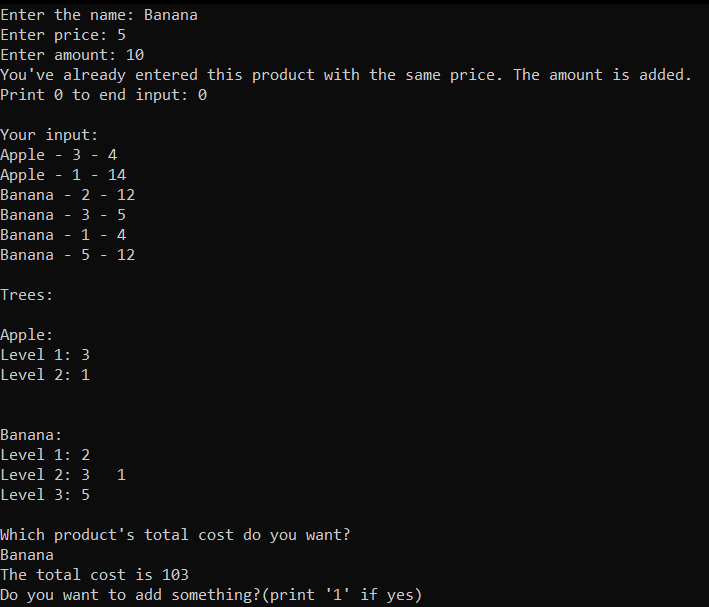 Enter the name: Banana
Enter price: 5
Enter amount: 10
You've already entered this product with the same price. The amount is added.
Print 0 to end input: 0
Your input:
Apple - 3 - 4
Apple - 1 - 14
Banana - 2 - 12
Banana - 3 - 5
Banana - 1 - 4
Banana - 5 - 12
Trees:
Apple:
Level 1: 3
Level 2: 1
Banana:
Level 1: 2
Level 2: 3   1
Level 3: 5
Which product's total cost do you want?
Banana
The total cost is 103
Do you want to add something?(print '1' if yes)